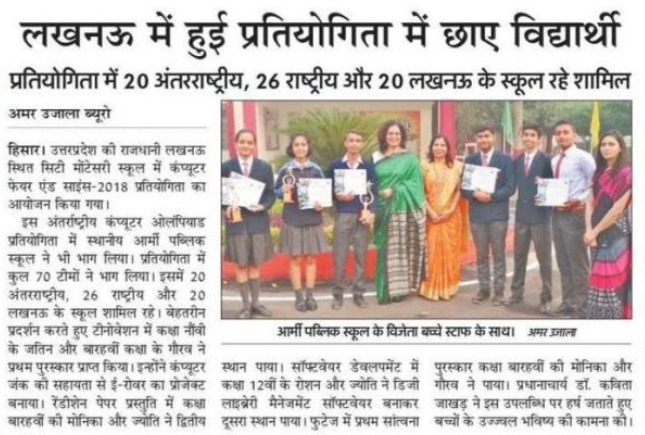 लखनऊ में हुई प्रतियोगिता में छाए विद्यार्थी
प्रतियोगिता में 20 अंतरराष्ट्रीय, 26 राष्ट्रीय और 20 लखनऊ के स्कूल रहे शामिल
अमर उजाला ब्यूरो
हिसार। उत्तरप्रदेश की राजधानी लखनऊ
स्थित सिटी मोंटेसरी स्कूल में कंप्यूटर
फेयर एंड साइंस-2018 प्रतियोगिता का
आयोजन किया गया।
इस अंतर्राष्ट्रीय कंप्यूटर ओलंपियाड
प्रतियोगिता में स्थानीय आर्मी पब्लिक
स्कूल ने भी भाग लिया। प्रतियोगिता में
कुल 70 टीमों ने भाग लिया। इसमें 20
अंतरराष्ट्रीय, 26 राष्ट्रीय और 20
लखनऊ के स्कूल शामिल रहे। बेहतरीन
प्रदर्शन करते हुए टीनोवेशन में कक्षा नौंवी
के जतिन और बारहवीं कक्षा के गौरव ने
प्रथम पुरस्कार प्राप्त किया। इन्होंने कंप्यूटर
जंक की सहायता से ई-रोवर का प्रोजेक्ट
बनाया। रेंडीशेन पेपर प्रस्तुति में कक्षा
बारहवीं की मोनिका और ज्योति ने द्वितीय
आर्मी पब्लिक स्कूल के विजेता बच्चे स्टाफ के साथ। अमर उजाला
स्थान पाया। सॉफ्टवेयर डेवलपमेंट में
कक्षा 12वीं के रोशन और ज्योति ने डिजी
लाइब्रेरी मैनेजमेंट सॉफ्टवेयर बनाकर
दूसरा स्थान पाया। फुटेज में प्रथम सांत्वना
पुरस्कार कक्षा बारहवीं की मोनिका और
गौरव ने पाया। प्रधानाचार्य डॉ. कविता
जाखड़ ने इस उपलब्धि पर हर्ष जताते हुए
बच्चों के उज्ज्वल भविष्य की कामना की।